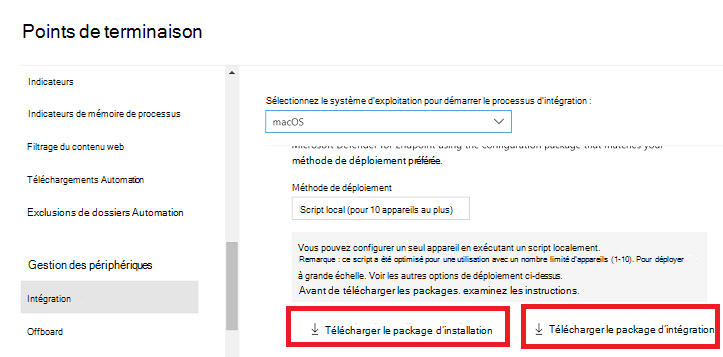 Points de terminaison
Indicateurs
Indicateurs de mémoire de processus
Filtrage du contenu web
Téléchargements Automation
Exclusions de dossiers Automation
Gestion des périphériques
Intégration
Offboard
Sélectionnez le système d'exploitation pour démarrer le processus d'intégration :
macOS
Microsoft Defender for Endpoint using the configuration package that matches your
méthode de déploiement préférée.
Méthode de déploiement
Script local (pour 10 appareils au plus)
Vous pouvez configurer un seul appareil en exécutant un script localement.
Remarque : ce script a été optimisé pour une utilisation avec un nombre limité d'appareils (1-10). Pour déployer
à grande échelle. Voir les autres options de déploiement ci-dessus.
Avant de télécharger les packages. examinez les instructions.
Télécharger le package d'installation
Télécharger le package d'intégration